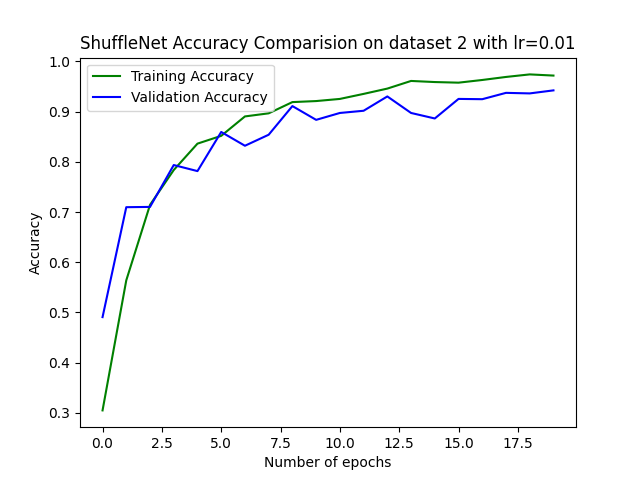 ShuffleNet Accuracy Comparision on dataset 2 with lr=0.01
Training Accuracy
Validation Accuracy
1.0
0.9
0.8
0.7
0.6
0.5
0.4
0.3
Accuracy
0.0 2.5 5.0 7.5 10.0 12.5 15.0 17.5
Number of epochs